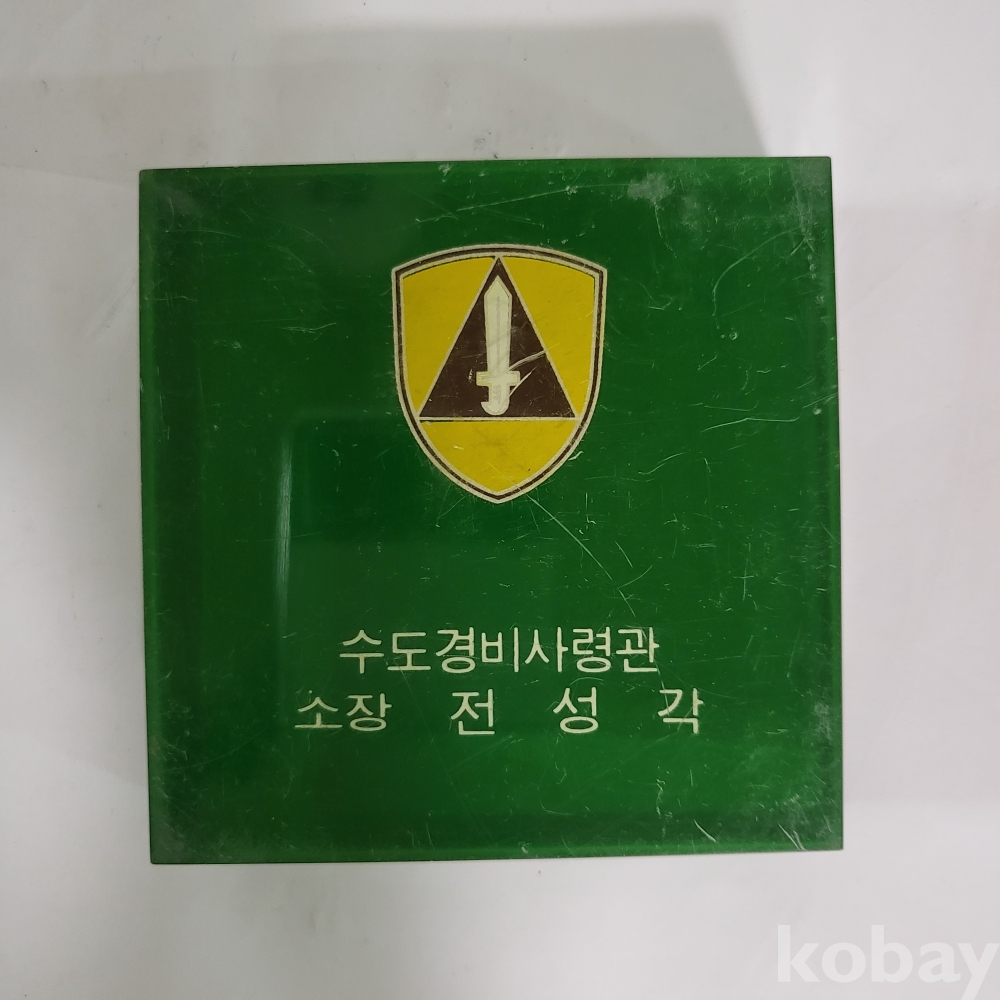 수도경비사령관
소장 전 성 각
kobay